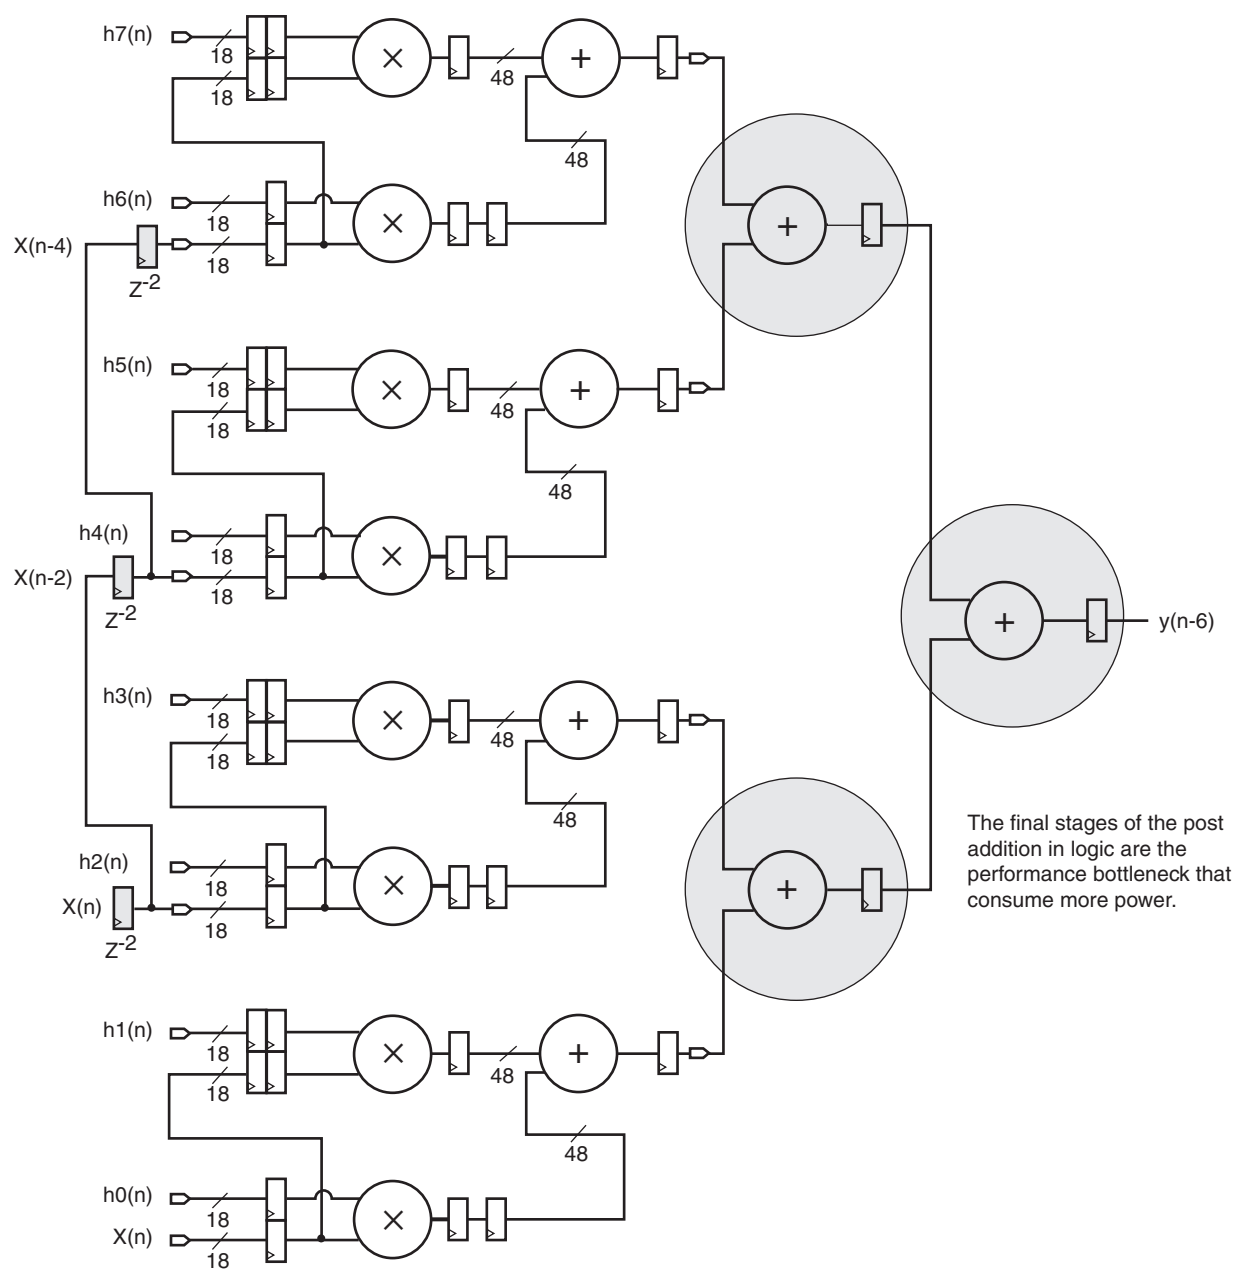 h7(n)
18
18
48
48
h6(n)
18
X(n-4)
18
Z-2
h5(n)
18
18
48
48
h4(n)
18
X(n-2)
18
Z-2
y(n-6)
h3(n)
18
18
48
48
The final stages of the post
addition in logic are the
performance bottleneck that
consume more power.
h2(n)
18
X(n)
18
Z-2
h1(n)
18
18
48
48
h0(n)
18
X(n)
18